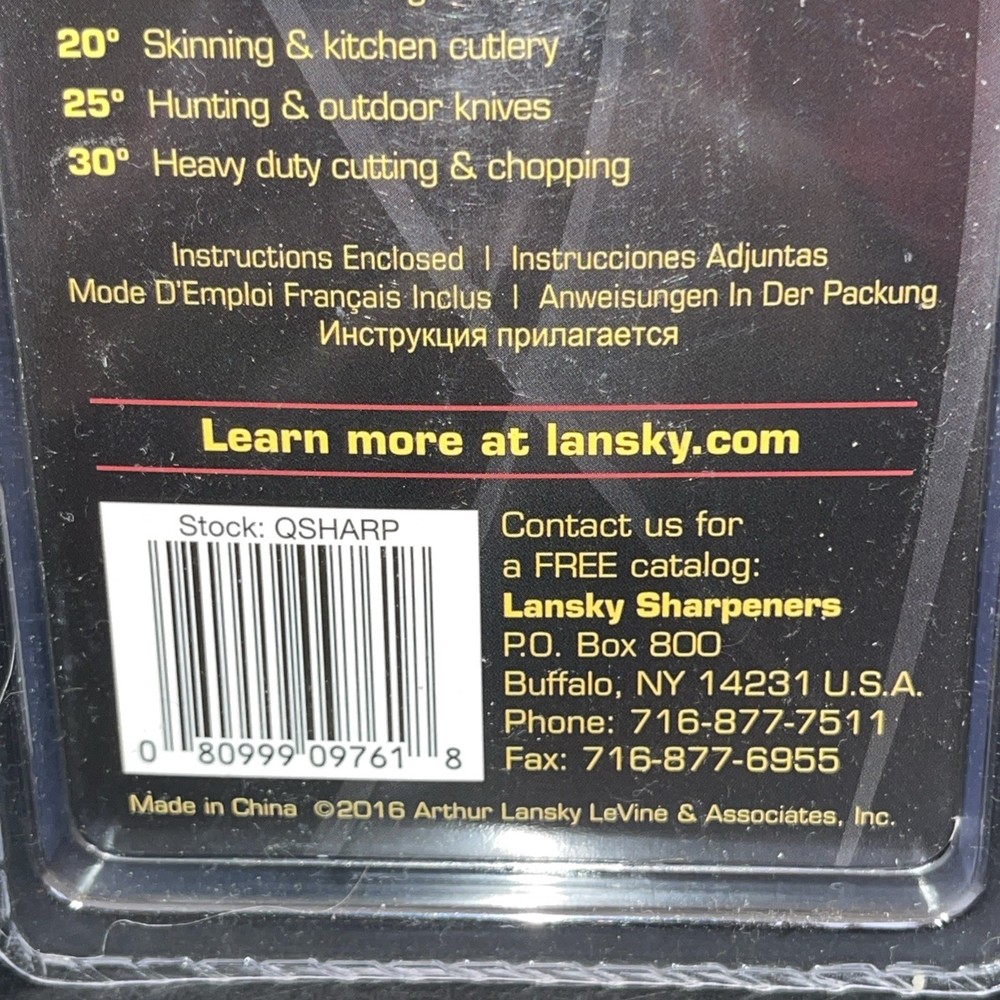 20° Skinning & kitchen cutlery
25° Hunting & outdoor knives
30° Heavy duty cutting & chopping
Instructions Enclosed | Instrucciones Adjuntas
Mode D'Emploi Français Inclus | Anweisungen In Der Packung
Инструкция прилагается
Learn more at lansky.com
Stock: QSHARP
0 80999 09761 8
Contact us for
a FREE catalog:
Lansky Sharpeners
P.O. Box 800
Buffalo, NY 14231 U.S.A.
Phone: 716-877-7511
Fax: 716-877-6955
Made in China ©2016 Arthur Lansky LeVine & Associates, Inc.